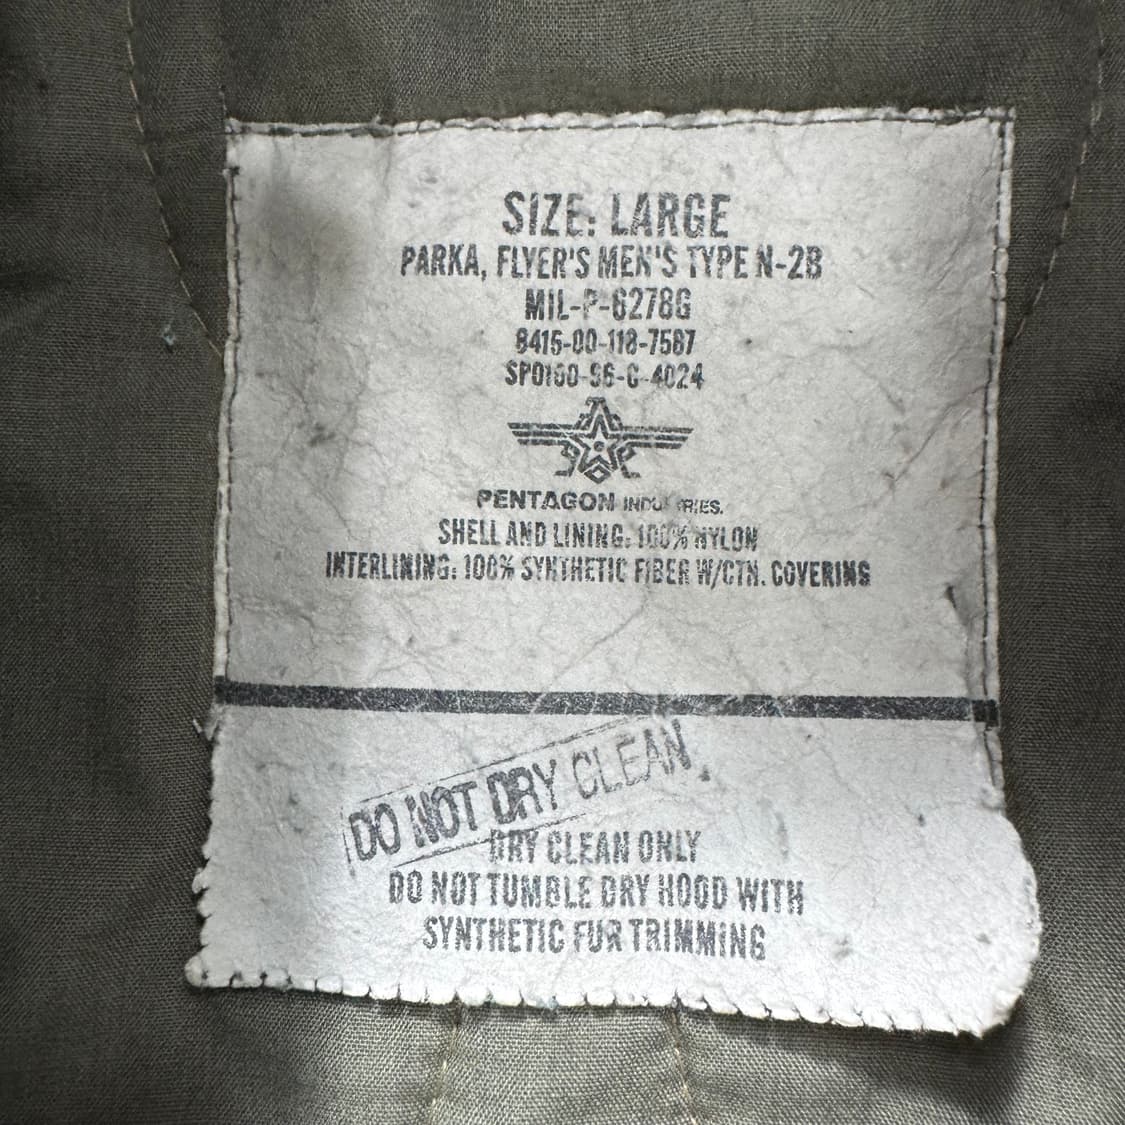 SIZE: LARGE
PARKA, FLYER'S MEN'S TYPE N-2B
MIL-P-6278G
8415-00-118-7587
SP0100-96-C-4024
PENTAGON INDUSTRIES.
SHELL AND LINING: 100% NYLON
INTERLINING: 100% SYNTHETIC FIBER W/CTN. COVERING
DO NOT DRY CLEAN
DRY CLEAN ONLY
DO NOT TUMBLE DRY HOOD WITH
SYNTHETIC FUR TRIMMING